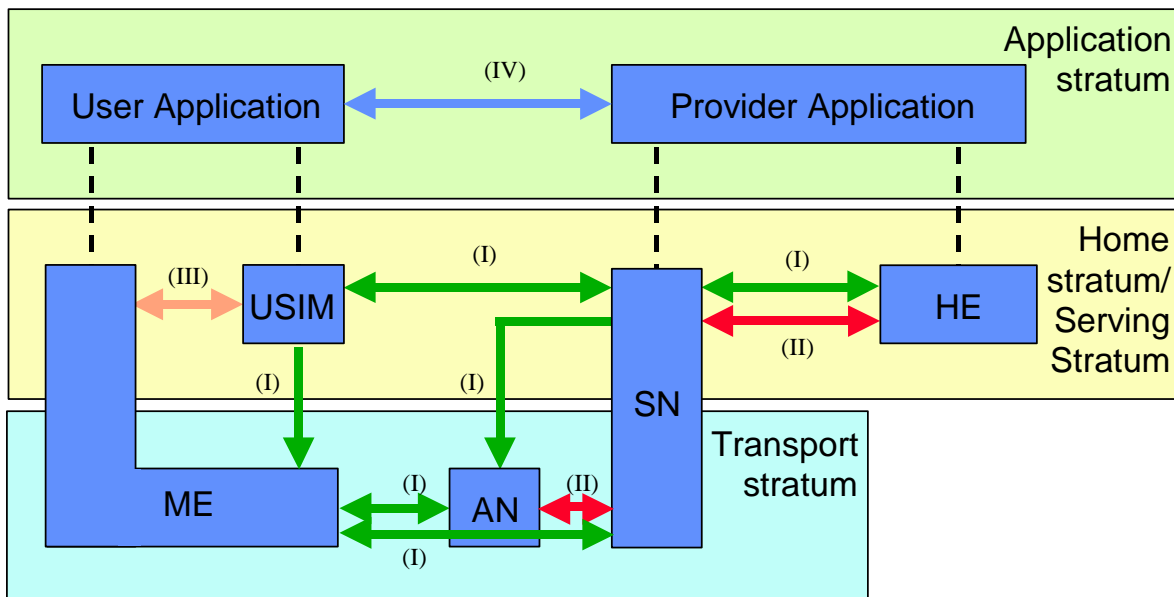 Application
stratum
(IV)
User Application
Provider Application
Home
stratum/
Serving
Stratum
(I)
(I)
(III)
USIM
HE
(II)
(I)
(I)
SN
Transport
stratum
ME
(I)
AN
(II)
(I)